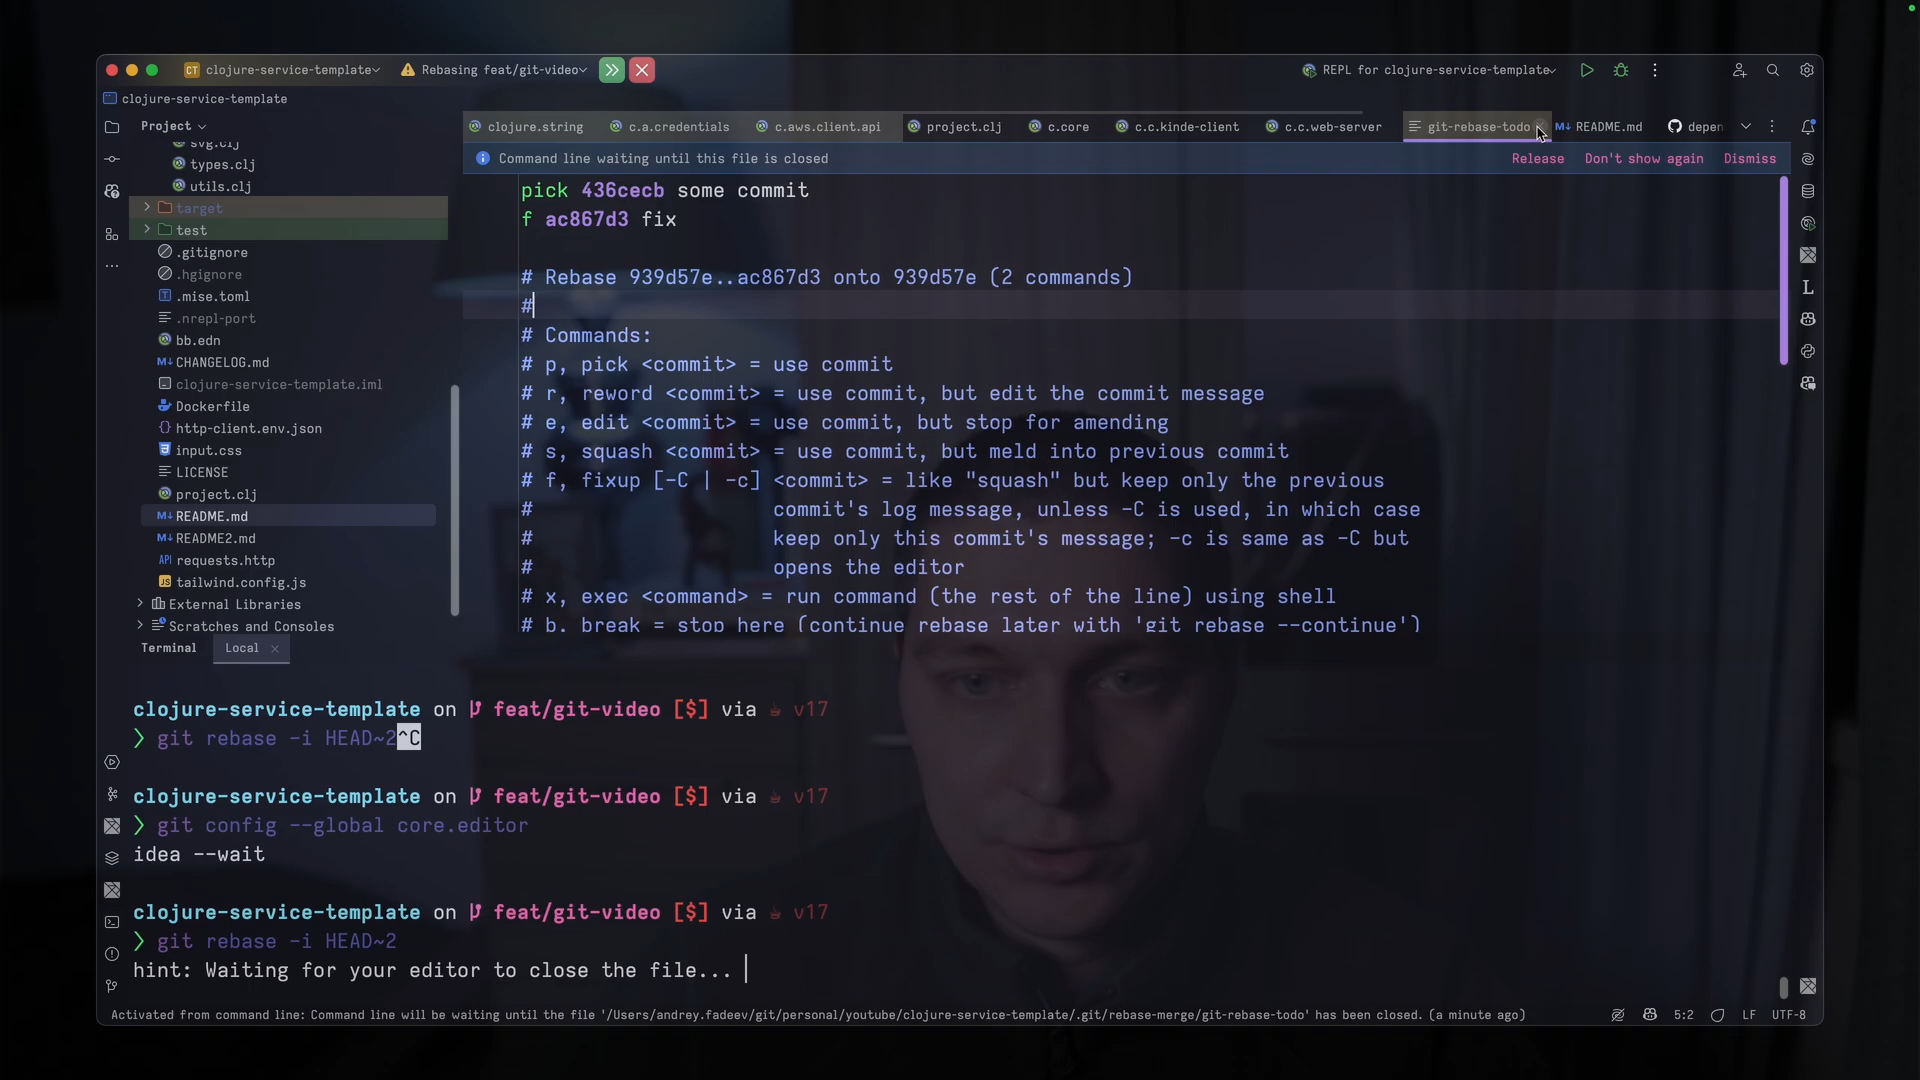 CT clojure-service-template
Rebasing feat/git-video
REPL for clojure-service-template
clojure-service-template
Project
clojure.string
c.a.credentials
c.aws.client.api
project.clj
c.core
c.c.kinde-client
c.c.web-server
git-rebase-todo
README.md
depen
Command line waiting until this file is closed
Release
Don't show again
Dismiss
svg.clj
types.clj
utils.clj
target
test
.gitignore
.hgignore
.mise.toml
.nrepl-port
bb.edn
CHANGELOG.md
clojure-service-template.iml
Dockerfile
http-client.env.json
input.css
LICENSE
project.clj
README.md
README2.md
requests.http
tailwind.config.js
External Libraries
Scratches and Consoles
pick 436cecb some commit
f ac867d3 fix
# Rebase 939d57e..ac867d3 onto 939d57e (2 commands)
#
# Commands:
# p, pick <commit> = use commit
# r, reword <commit> = use commit, but edit the commit message
# e, edit <commit> = use commit, but stop for amending
# s, squash <commit> = use commit, but meld into previous commit
# f, fixup [-C | -c] <commit> = like "squash" but keep only the previous
# commit's log message, unless -C is used, in which case
# keep only this commit's message; -c is same as -C but
# opens the editor
# x, exec <command> = run command (the rest of the line) using shell
# b, break = stop here (continue rebase later with 'git rebase --continue')
Terminal
Local
clojure-service-template on feat/git-video [$] via v17
❯ git rebase -i HEAD~2^C
clojure-service-template on feat/git-video [$] via v17
❯ git config --global core.editor
idea --wait
clojure-service-template on feat/git-video [$] via v17
❯ git rebase -i HEAD~2
hint: Waiting for your editor to close the file...
Activated from command line: Command line will be waiting until the file '/Users/andrey.fadeev/git/personal/youtube/clojure-service-template/.git/rebase-merge/git-rebase-todo' has been closed. (a minute ago)
5:2
LF
UTF-8